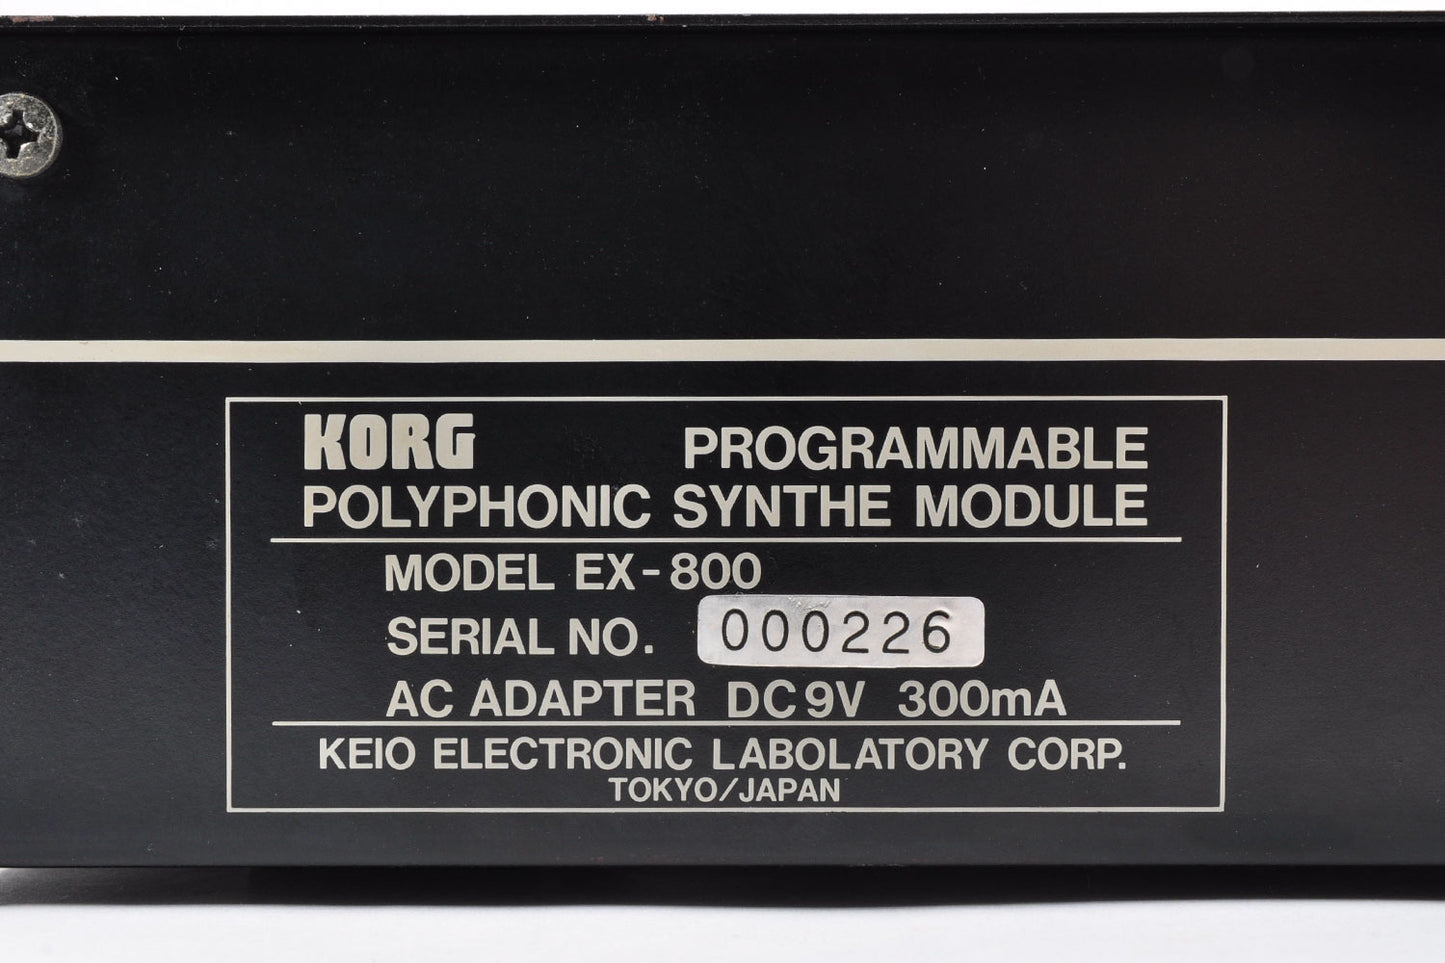 KORG PROGRAMMABLE
POLYPHONIC SYNTHE MODULE
MODEL EX-800
SERIAL NO. 000226
AC ADAPTER DC9V 300mA
KEIO ELECTRONIC LABOLATORY CORP.
TOKYO/JAPAN